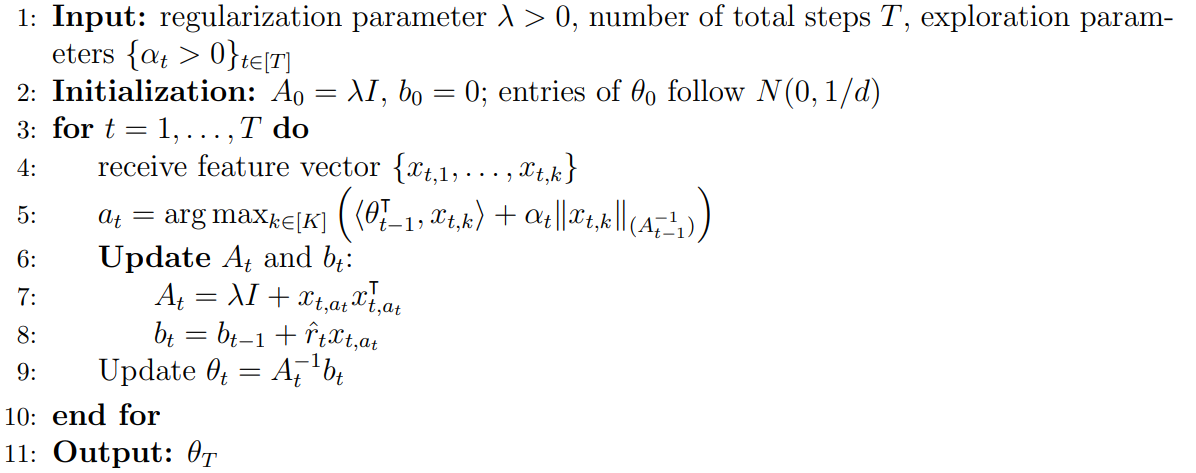 1: Input: regularization parameter λ > 0, number of total steps T, exploration param-
eters {α_t > 0}_{t∈[T]}
2: Initialization: A_0 = λI, b_0 = 0; entries of θ_0 follow N(0, 1/d)
3: for t = 1, . . . , T do
4: receive feature vector {x_{t,1}, . . . , x_{t,k}}
5: a_t = arg max_{k∈[K]} (⟨θ_{t−1}^⊺, x_{t,k}⟩ + α_t‖x_{t,k}‖_{(A_{t−1}^{−1})})
6: Update A_t and b_t:
7: A_t = λI + x_{t,a_t} x_{t,a_t}^⊺
8: b_t = b_{t−1} + r̂_t x_{t,a_t}
9: Update θ_t = A_t^{−1} b_t
10: end for
11: Output: θ_T